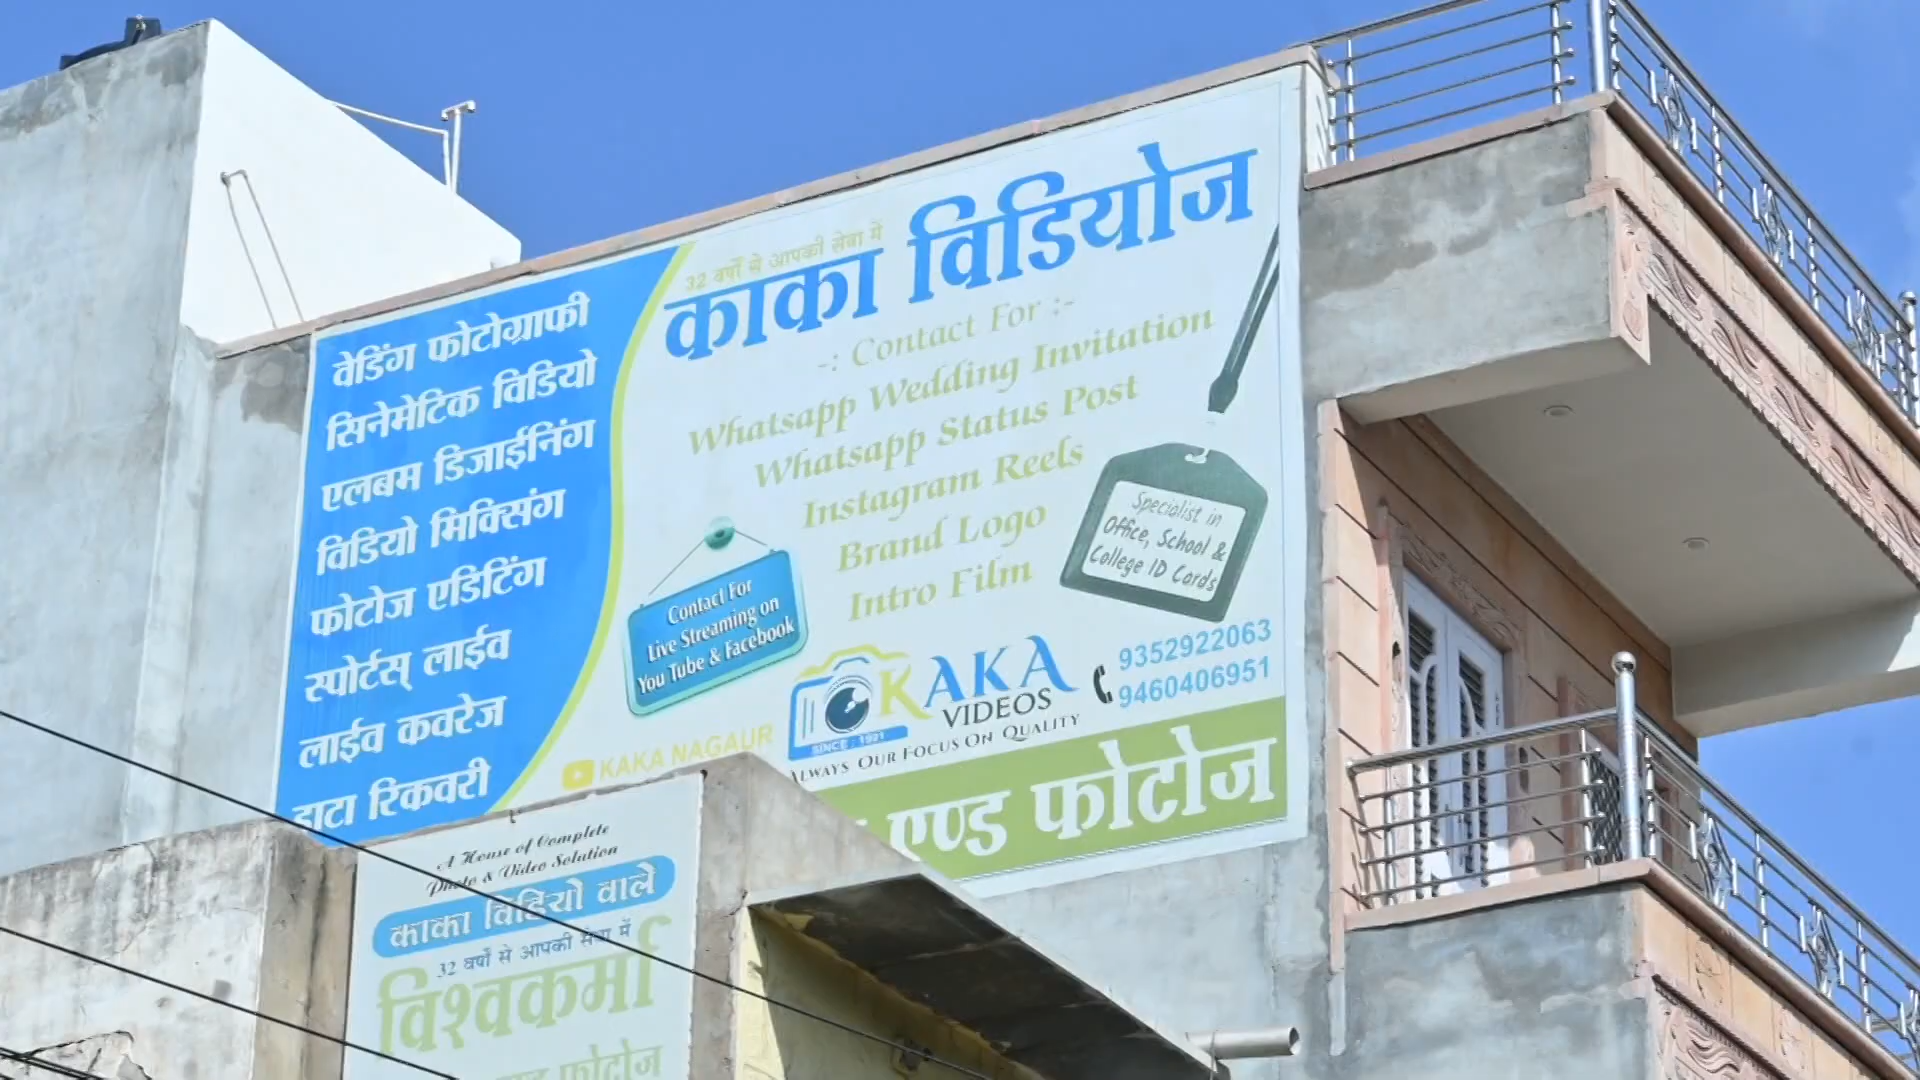 वेडिंग फोटोग्राफी
सिनेमेटिक विडियो
एलबम डिजाईनिंग
विडियो मिक्सिंग
फोटोज एडिटिंग
स्पोर्टस् लाईव
लाईव कवरेज
डाटा रिकवरी
32 वर्षों से आपकी सेवा में
काका विडियोज
-: Contact For :-
Whatsapp Wedding Invitation
Whatsapp Status Post
Instagram Reels
Brand Logo
Intro Film
Specialist in
Office, School &
College ID Cards
Contact For
Live Streaming on
You Tube & Facebook
KAKA
VIDEOS
SINCE : 1991
ALWAYS OUR FOCUS ON QUALITY
9352922063
9460406951
KAKA NAGAUR
एण्ड फोटोज
A House of Complete
Photo & Video Solution
काका विडियो वाले
32 वर्षों से आपकी सेवा में
विश्वकर्मा
फोटोज